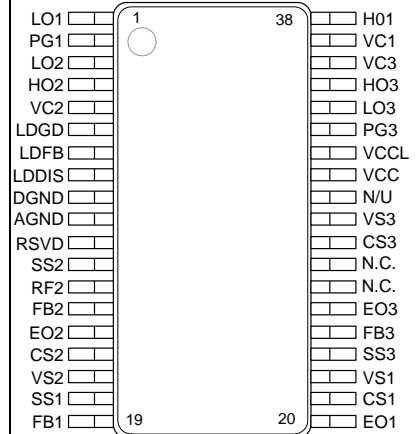 LO1 1 38 H01
PG1 VC1
LO2 VC3
HO2 HO3
VC2 LO3
LDGD PG3
LDFB VCCL
LDDIS VCC
DGND N/U
AGND VS3
RSVD CS3
SS2 N.C.
RF2 N.C.
FB2 EO3
EO2 FB3
CS2 SS3
VS2 VS1
SS1 CS1
FB1 19 20 EO1